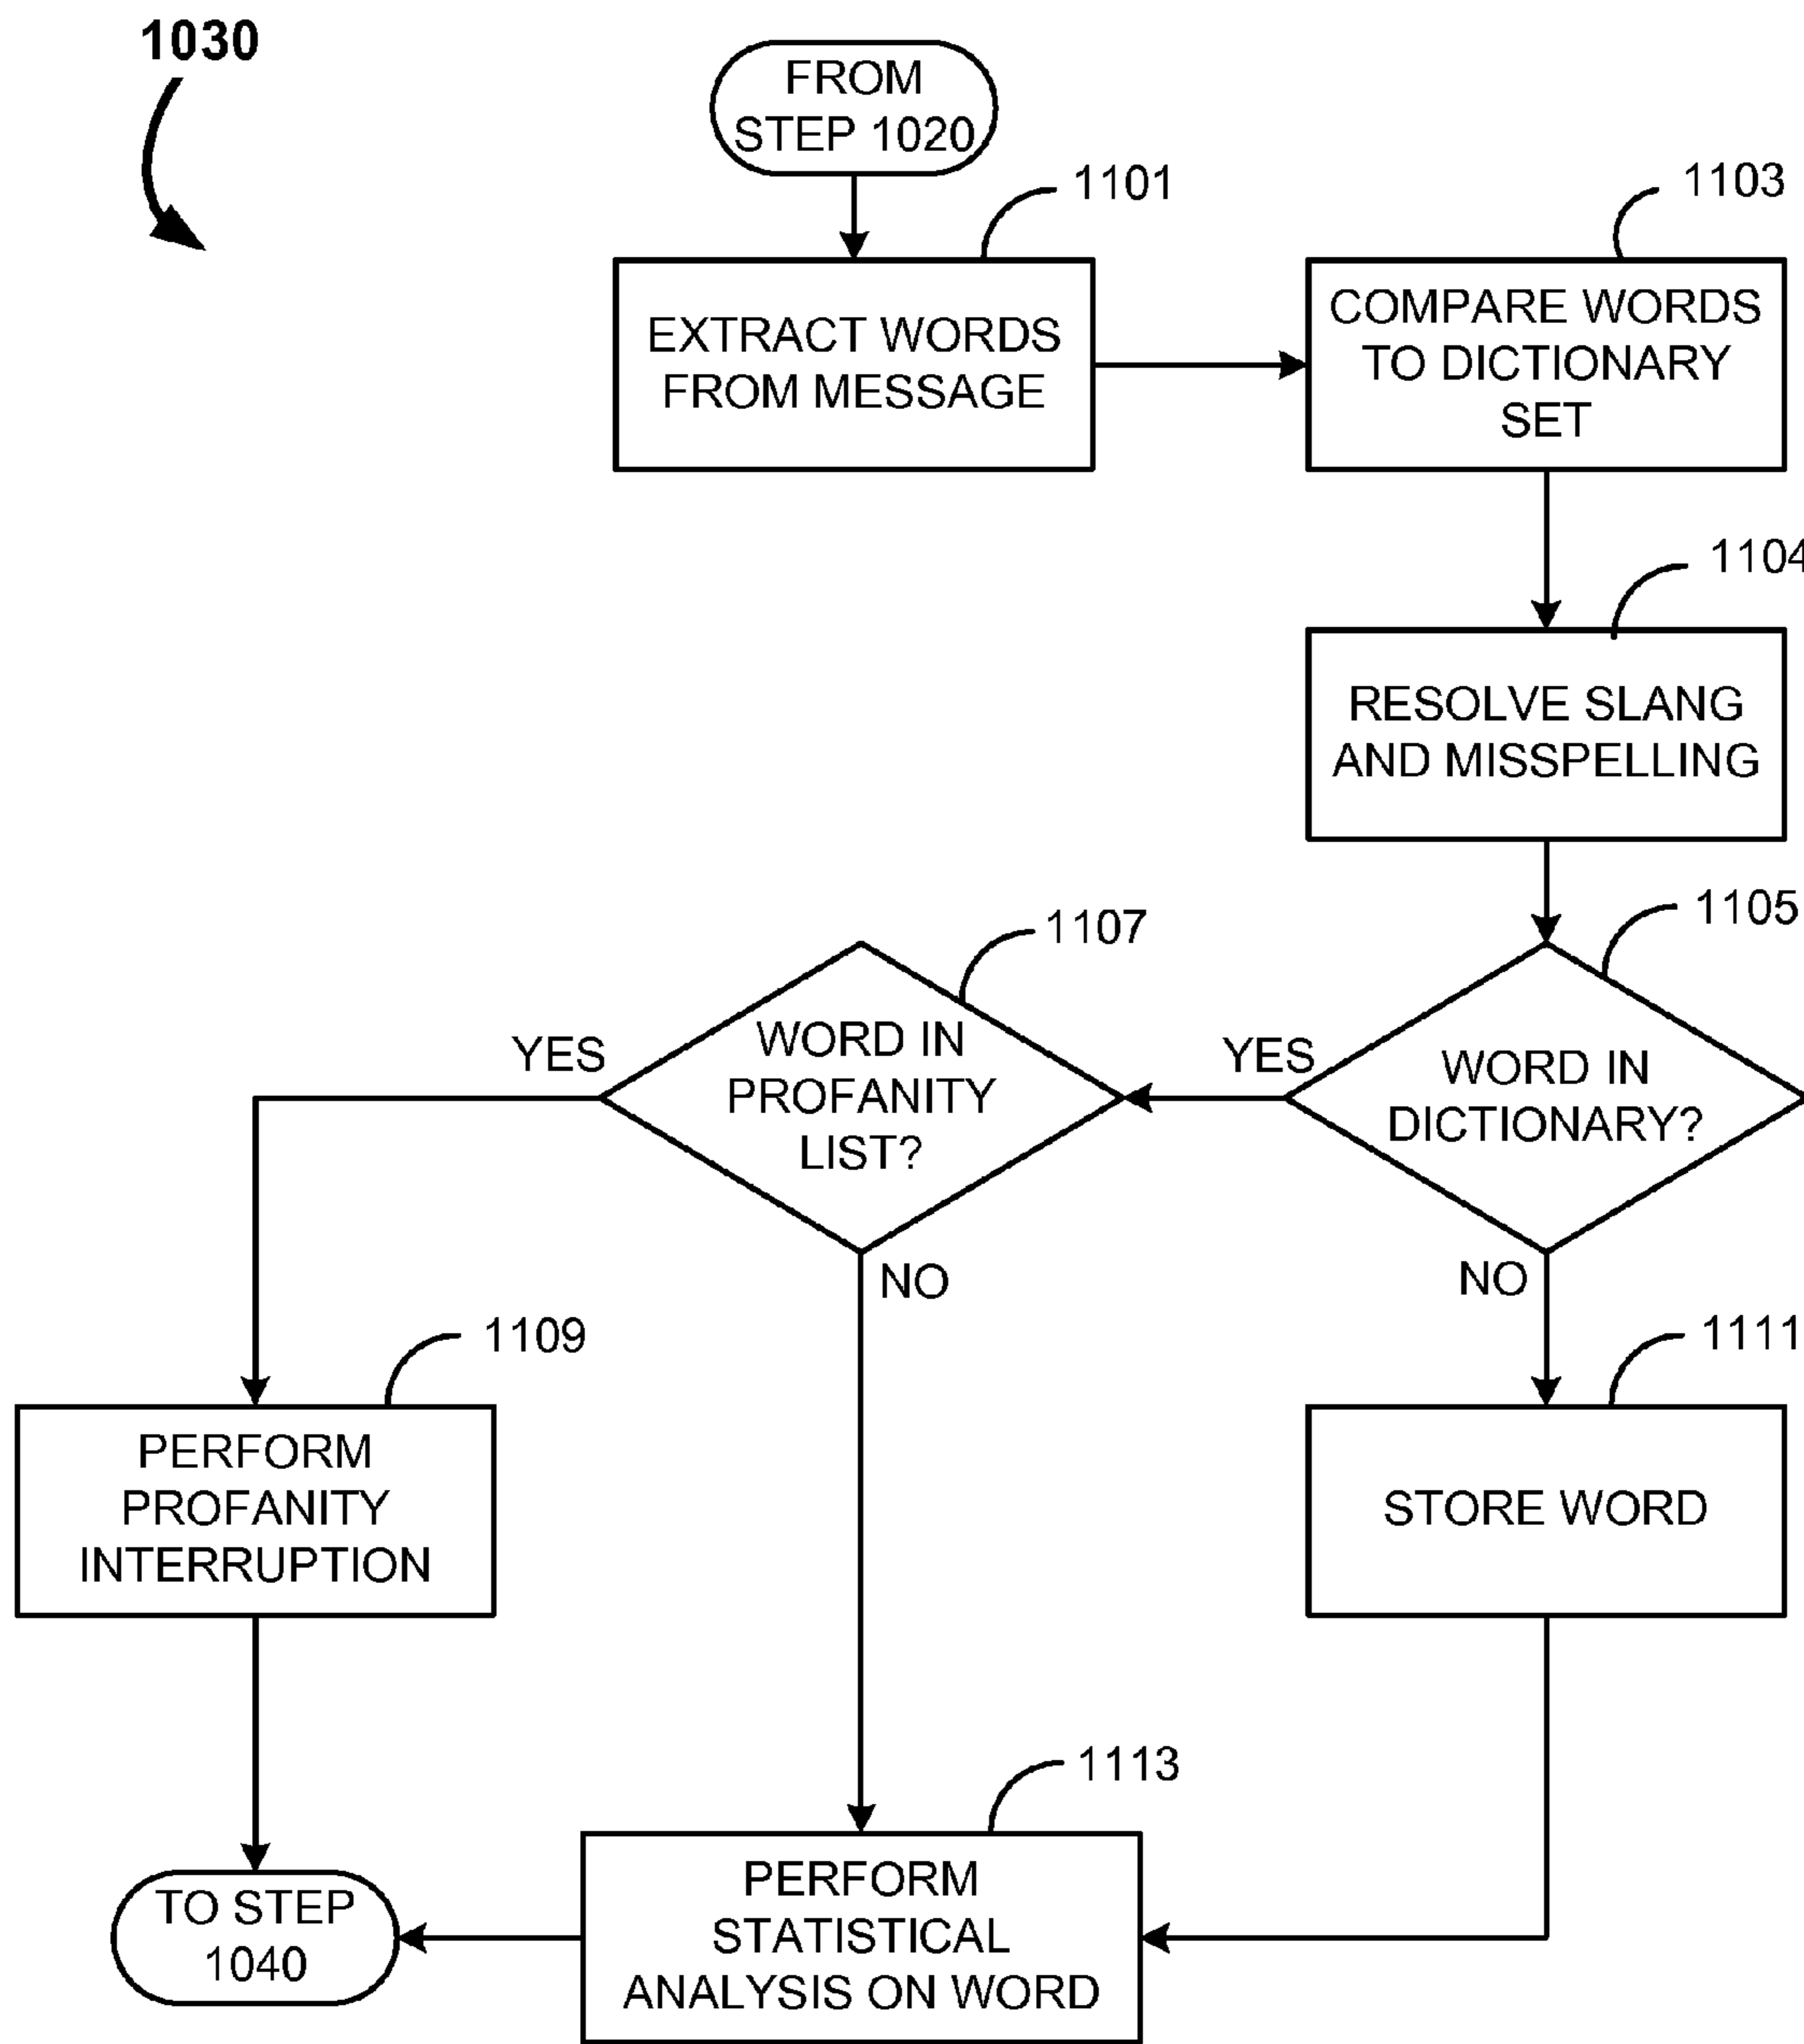 1030
FROM
STEP 1020
1101
1103
EXTRACT WORDS
FROM MESSAGE
COMPARE WORDS
TO DICTIONARY
SET
1104
RESOLVE SLANG
AND MISSPELLING
1105
1107
WORD IN
PROFANITY
LIST?
YES
YES
WORD IN
DICTIONARY?
NO
NO
1109
1111
PERFORM
PROFANITY
INTERRUPTION
STORE WORD
1113
PERFORM
STATISTICAL
ANALYSIS ON WORD
TO STEP
1040